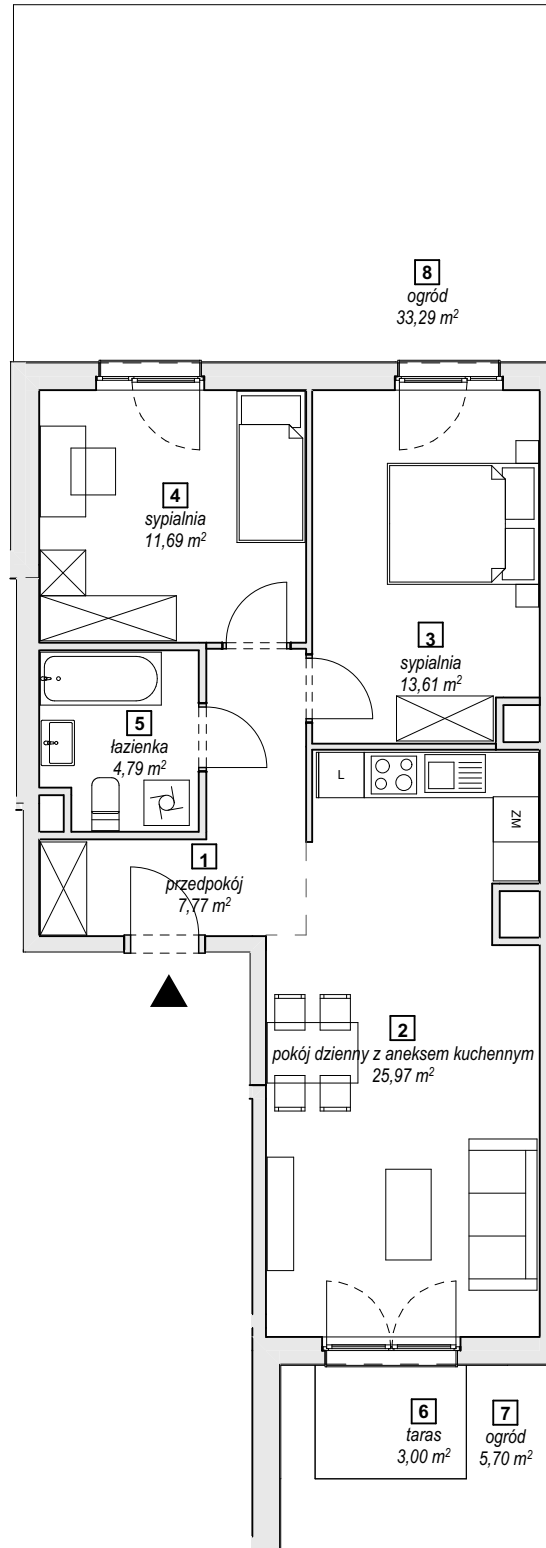 8
ogród
33,29 m²
4
sypialnia
11,69 m²
3
sypialnia
13,61 m²
5
łazienka
4,79 m²
L
ZM
1
przedpokój
7,77 m²
2
pokój dzienny z aneksem kuchennym
25,97 m²
6
taras
3,00 m²
7
ogród
5,70 m²